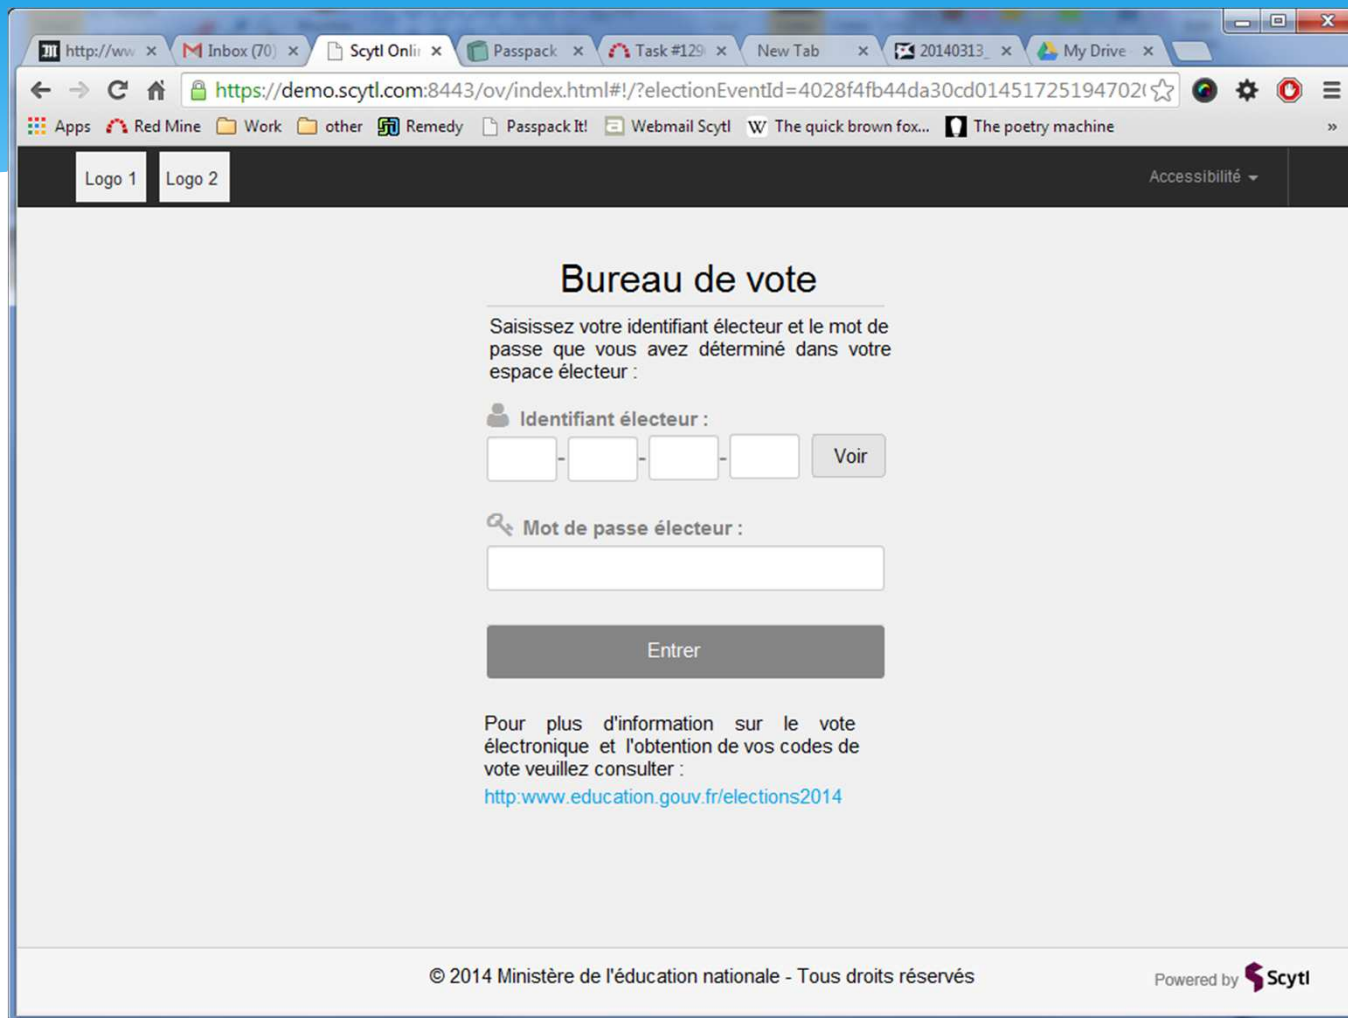 http://ww
Inbox (70)
Scytl Onlin
Passpack
Task #129
New Tab
20140313_
My Drive
https://demo.scytl.com:8443/ov/index.html#!/?electionEventId=4028f4fb44da30cd01451725194702
Apps Red Mine Work other Remedy Passpack It! Webmail Scytl The quick brown fox... The poetry machine »
Logo 1 Logo 2 Accessibilité
Bureau de vote
Saisissez votre identifiant électeur et le mot de
passe que vous avez déterminé dans votre
espace électeur :
Identifiant électeur :
- - - Voir
Mot de passe électeur :
Entrer
Pour plus d'information sur le vote
électronique et l'obtention de vos codes de
vote veuillez consulter :
http:www.education.gouv.fr/elections2014
© 2014 Ministère de l'éducation nationale - Tous droits réservés
Powered by Scytl